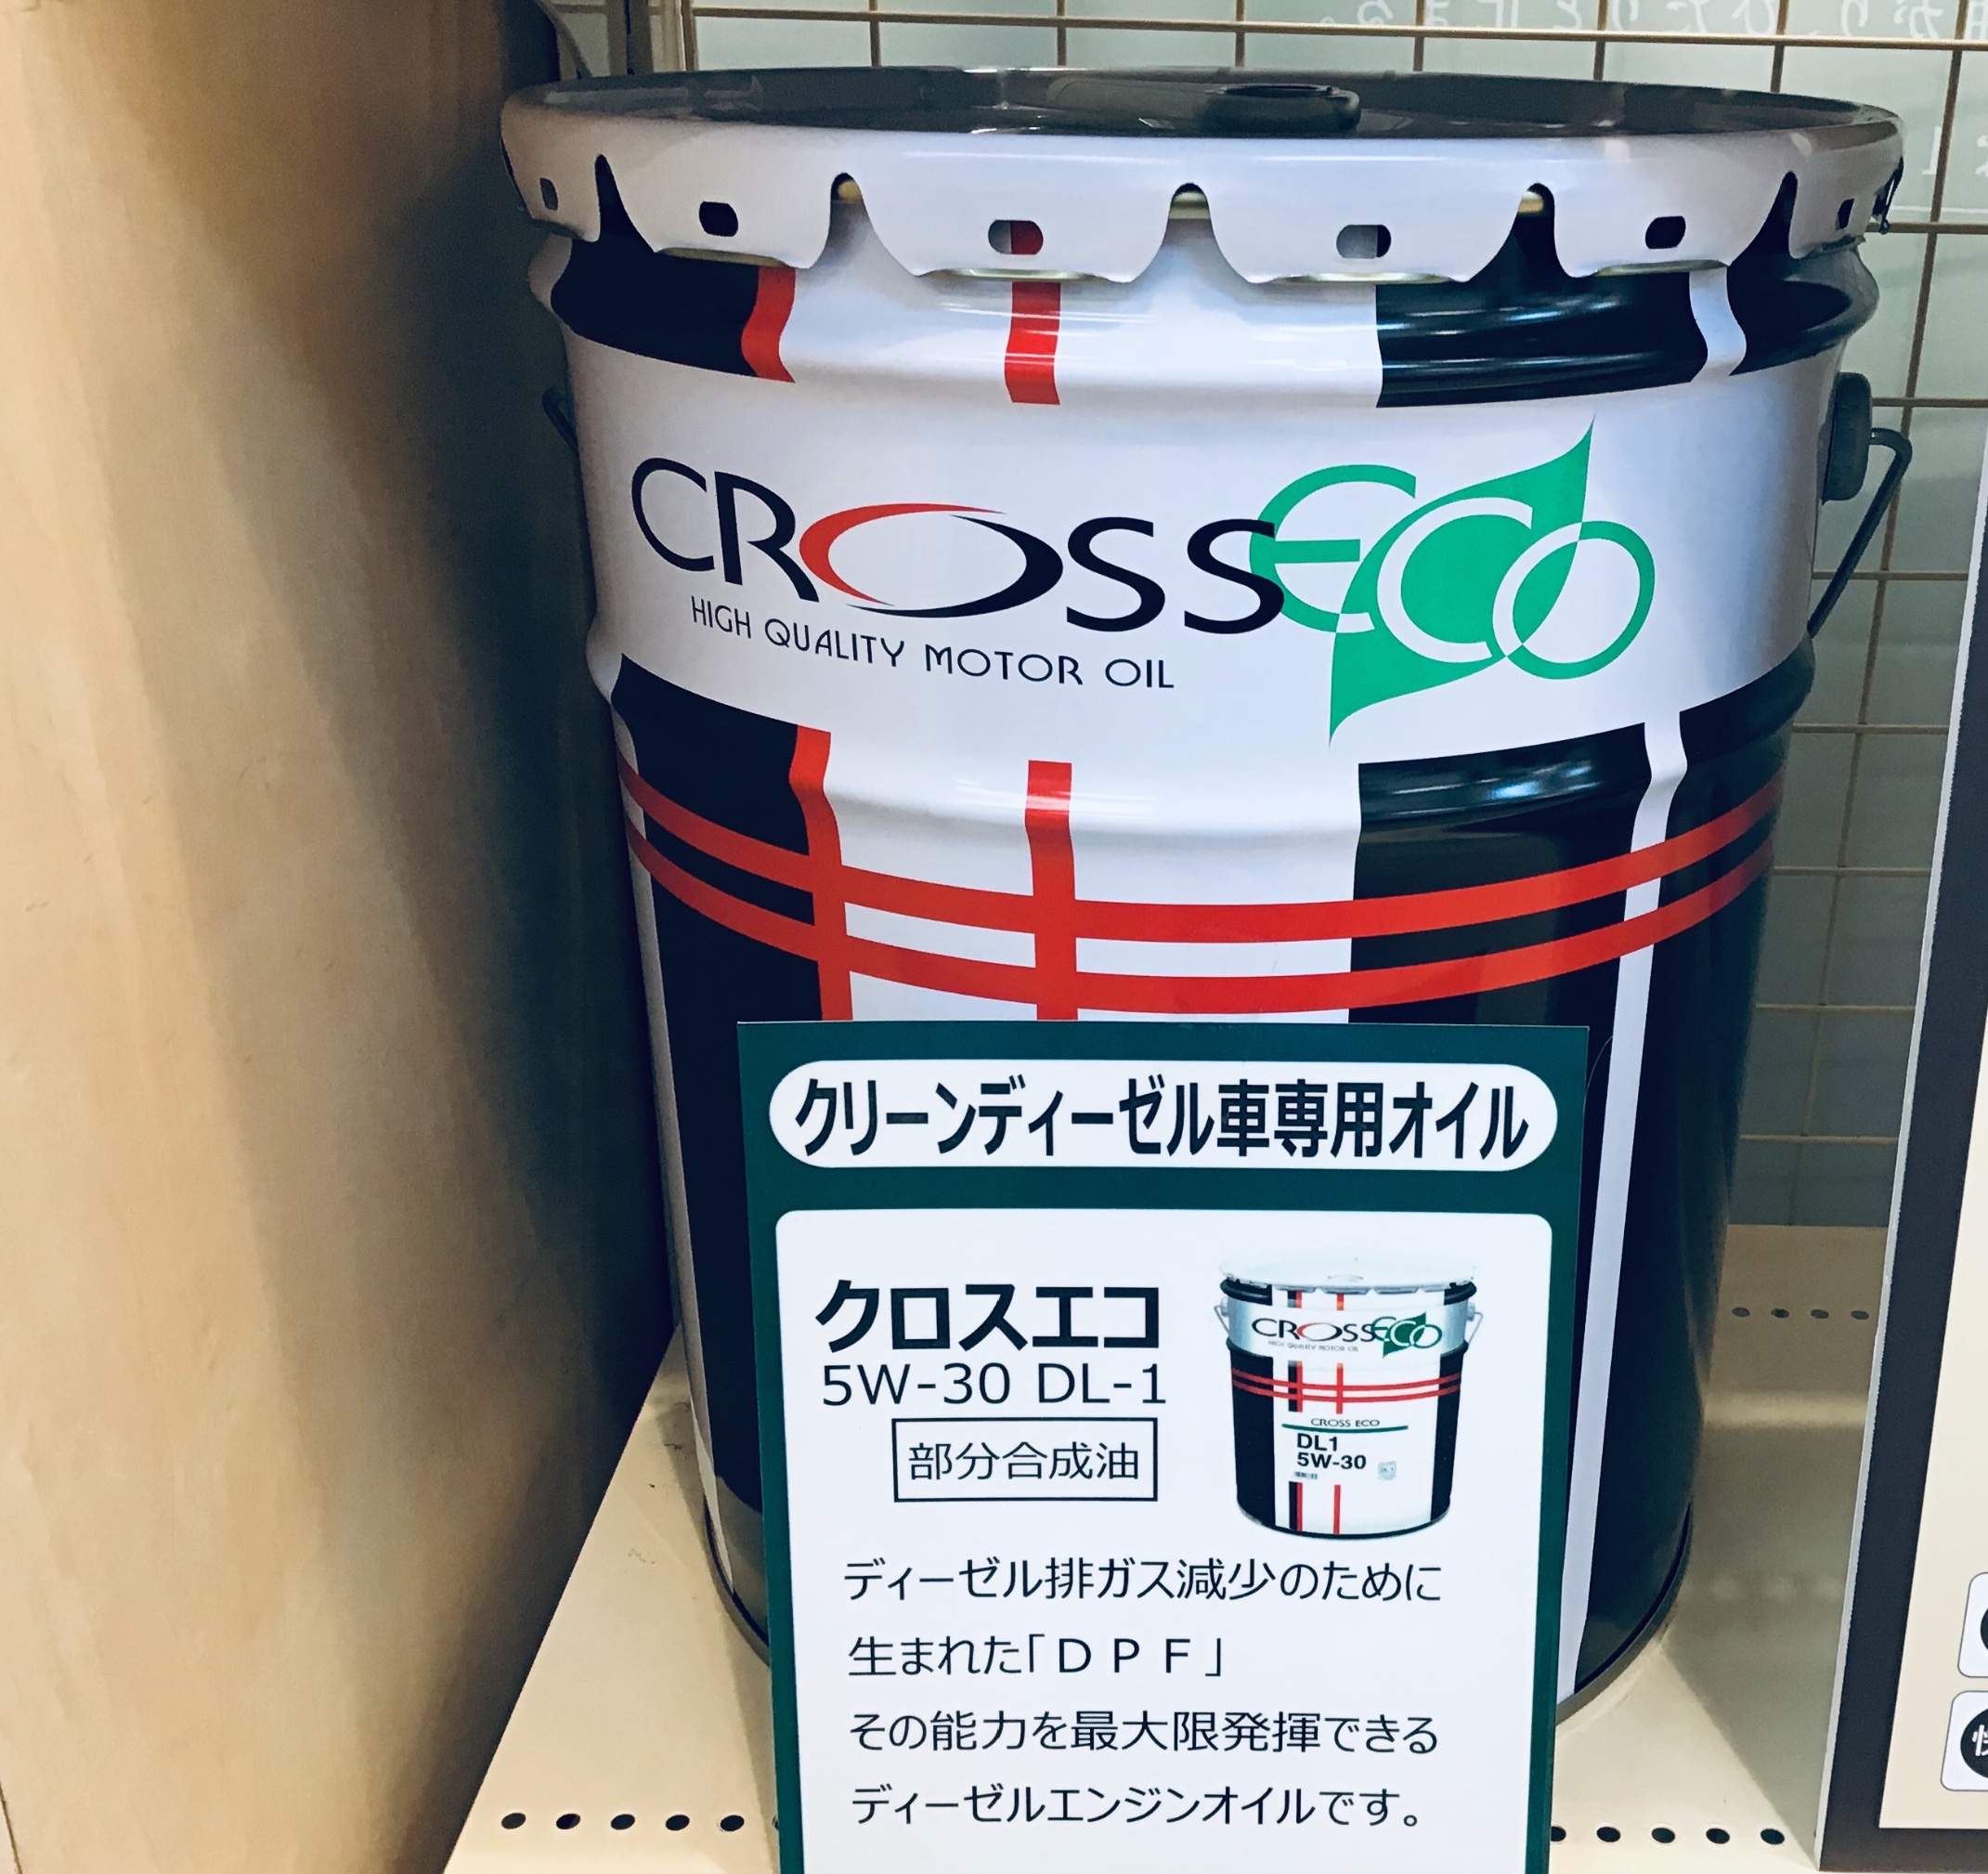 CROSS ECO
HIGH QUALITY MOTOR OIL
クリーンディーゼル車専用オイル
クロスエコ
5W-30 DL-1
部分合成油
CROSS ECO
HIGH QUALITY MOTOR OIL
CROSS ECO
DL1
5W-30
ディーゼル排ガス減少のために
生まれた「ＤＰＦ」
その能力を最大限発揮できる
ディーゼルエンジンオイルです。